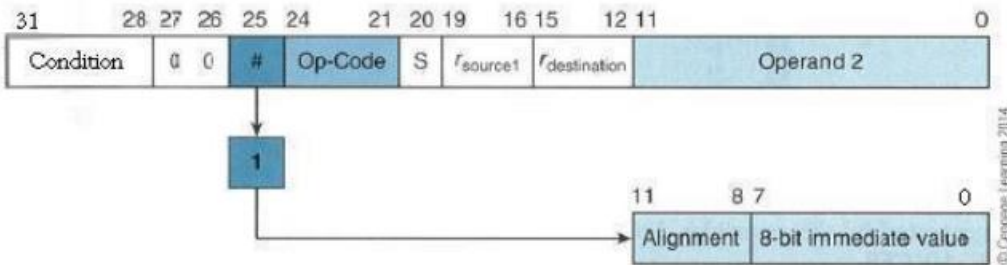 31 28 27 26 25 24 21 20 19 16 15 12 11 0
Condition 0 0 # Op-Code S rsource1 rdestination Operand 2
1
11 8 7 0
Alignment 8-bit immediate value
© Cengage Learning 2014